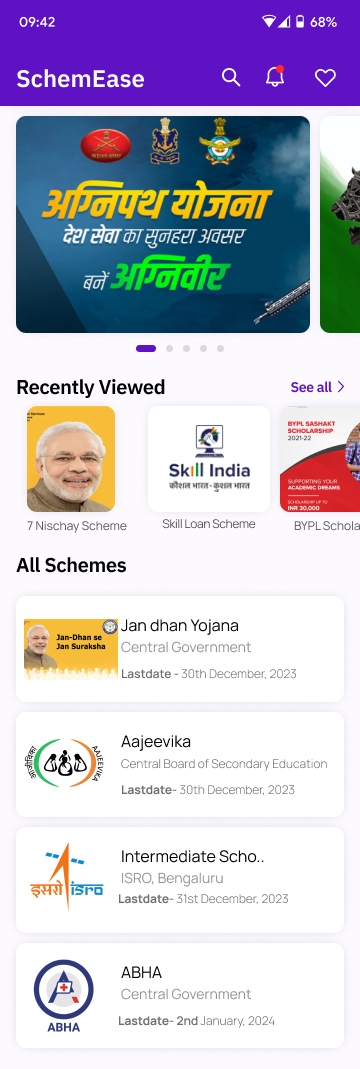 09:42
68%
SchemEase
INDIAN ARMY
अग्निपथ योजना
देश सेवा का सुनहरा अवसर
बनें अग्निवीर
Recently Viewed
See all
7 Nischay Scheme
Skill India
कौशल भारत - कुशल भारत
Skill Loan Scheme
BYPL SASHAKT
SCHOLARSHIP
2021-22
SUPPORTING YOUR
ACADEMIC DREAMS
SCHOLARSHIP UP TO
INR 30,000
BYPL Schola
All Schemes
Jan-Dhan se
Jan Suraksha
Jan dhan Yojana
Central Government
Lastdate - 30th December, 2023
आजीविका
AAJEEVIKA
Aajeevika
Central Board of Secondary Education
Lastdate- 30th December, 2023
इसरो isro
Intermediate Scho..
ISRO, Bengaluru
Lastdate- 31st December, 2023
ABHA
ABHA
Central Government
Lastdate- 2nd January, 2024